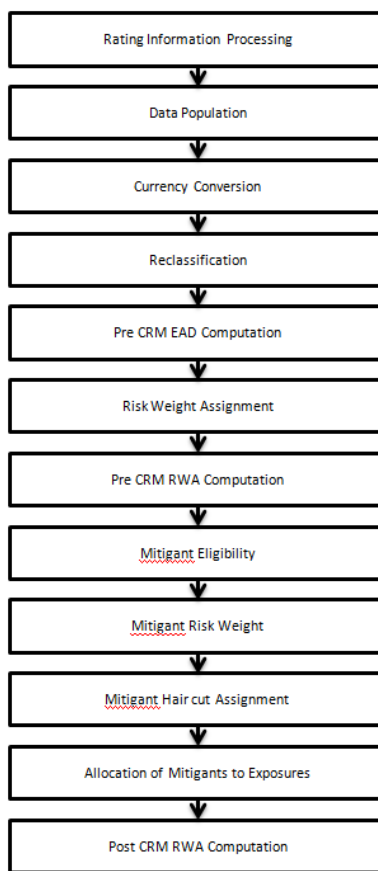 Rating Information Processing
Data Population
Currency Conversion
Reclassification
Pre CRM EAD Computation
Risk Weight Assignment
Pre CRM RWA Computation
Mitigant Eligibility
Mitigant Risk Weight
Mitigant Hair cut Assignment
Allocation of Mitigants to Exposures
Post CRM RWA Computation